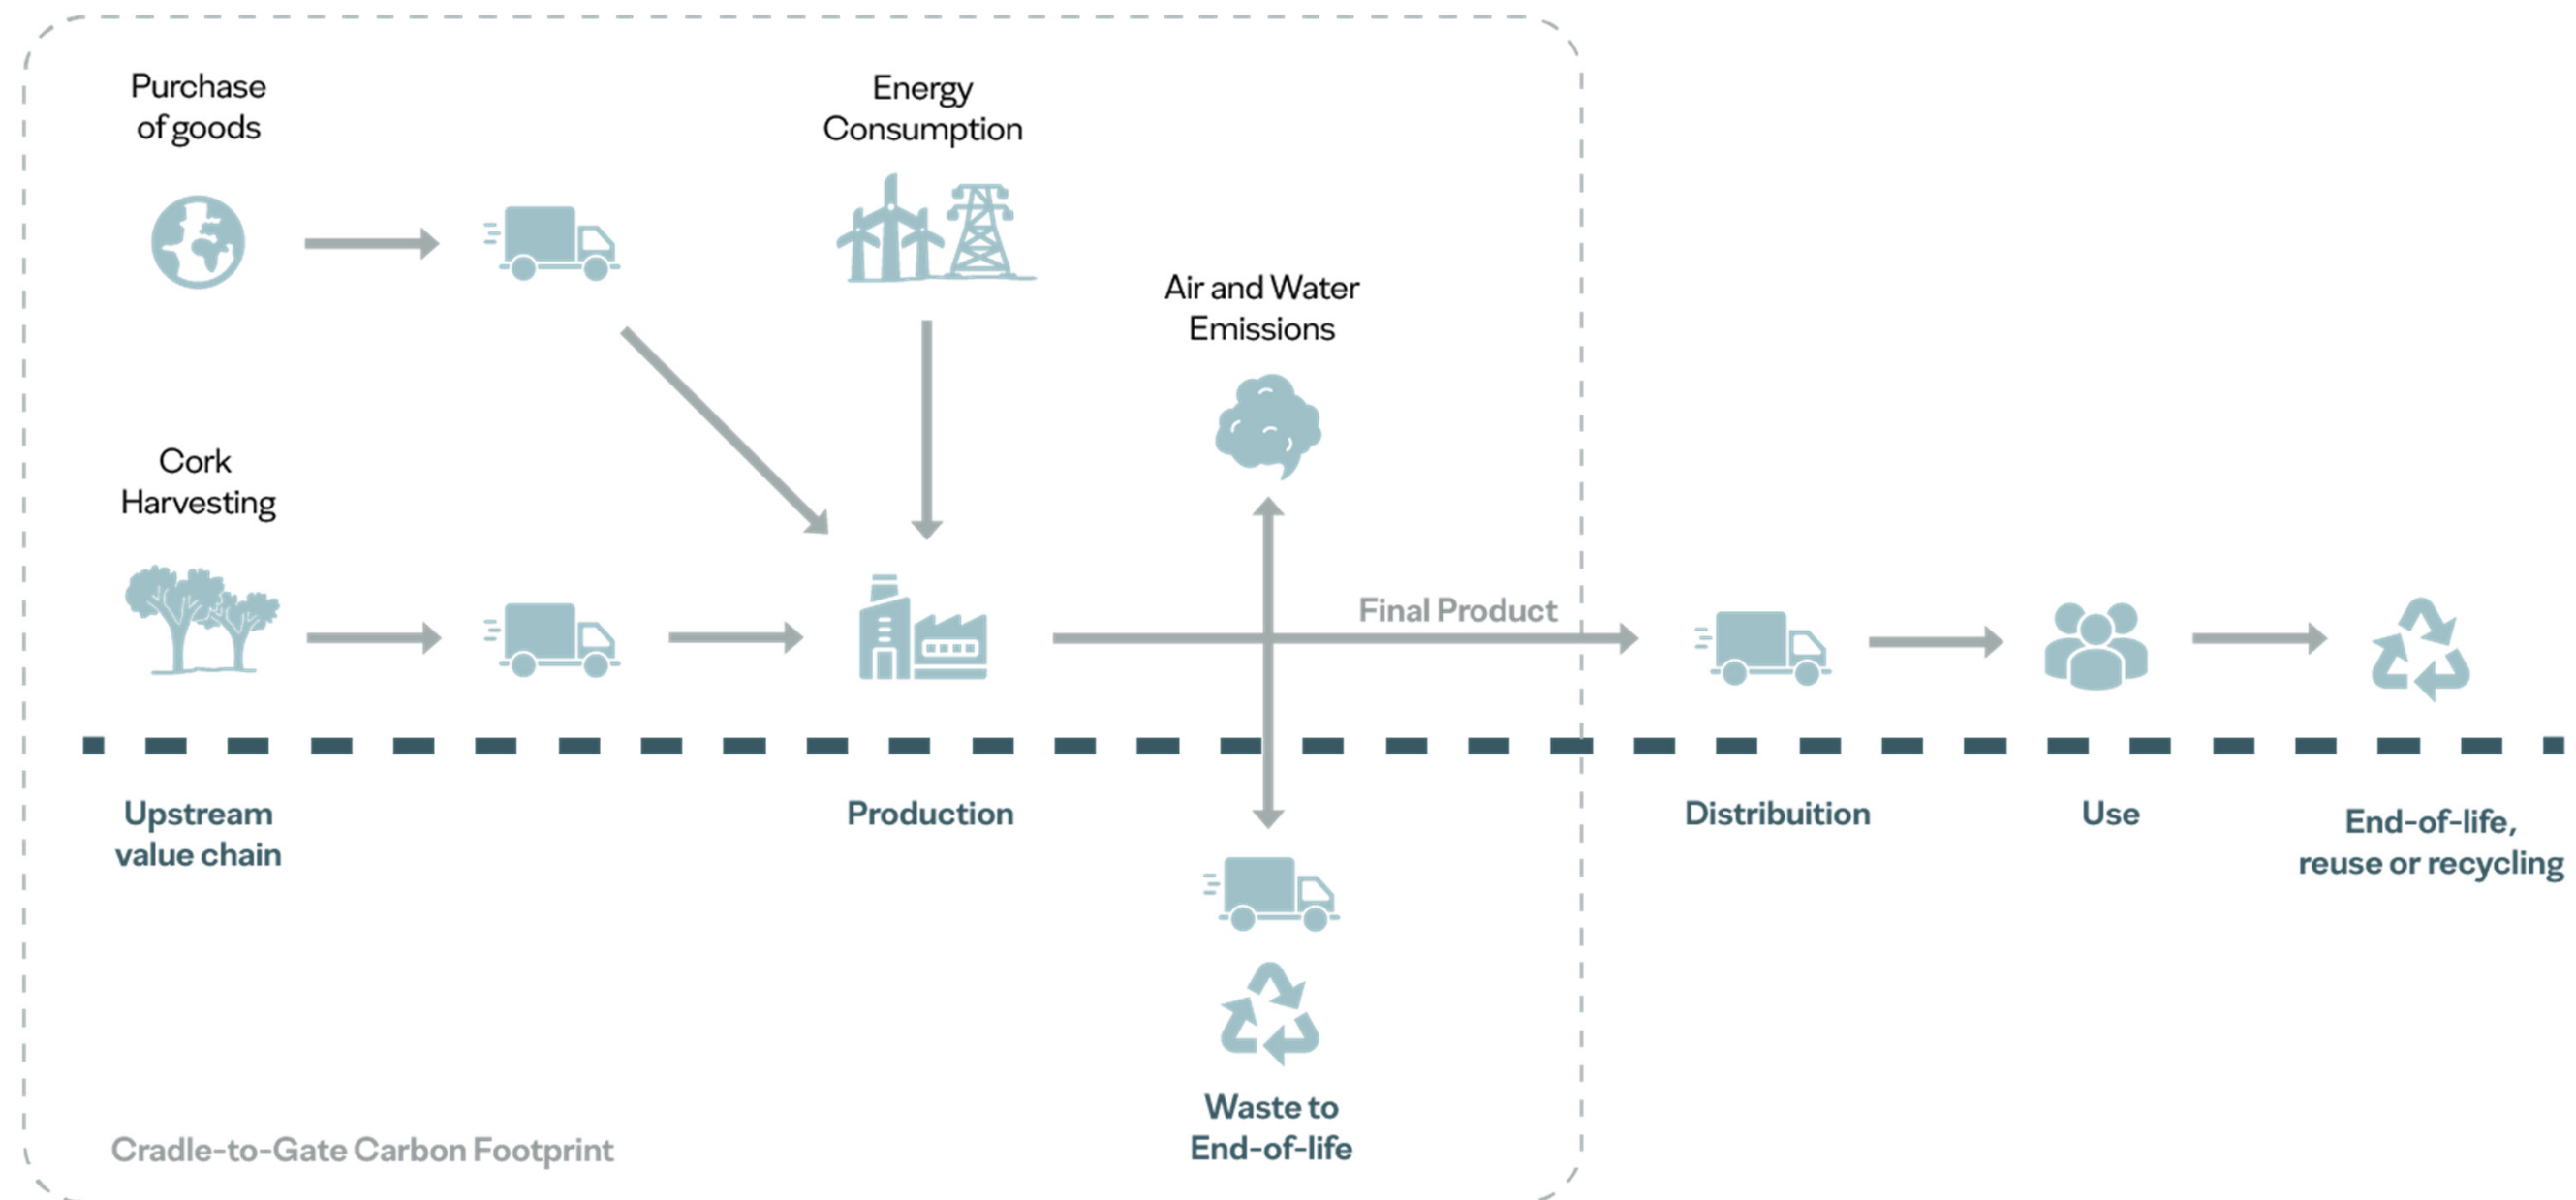 Purchase
of goods
Energy
Consumption
Air and Water
Emissions
Cork
Harvesting
Final Product
Upstream
value chain
Production
Distribuition
Use
End-of-life,
reuse or recycling
Waste to
End-of-life
Cradle-to-Gate Carbon Footprint